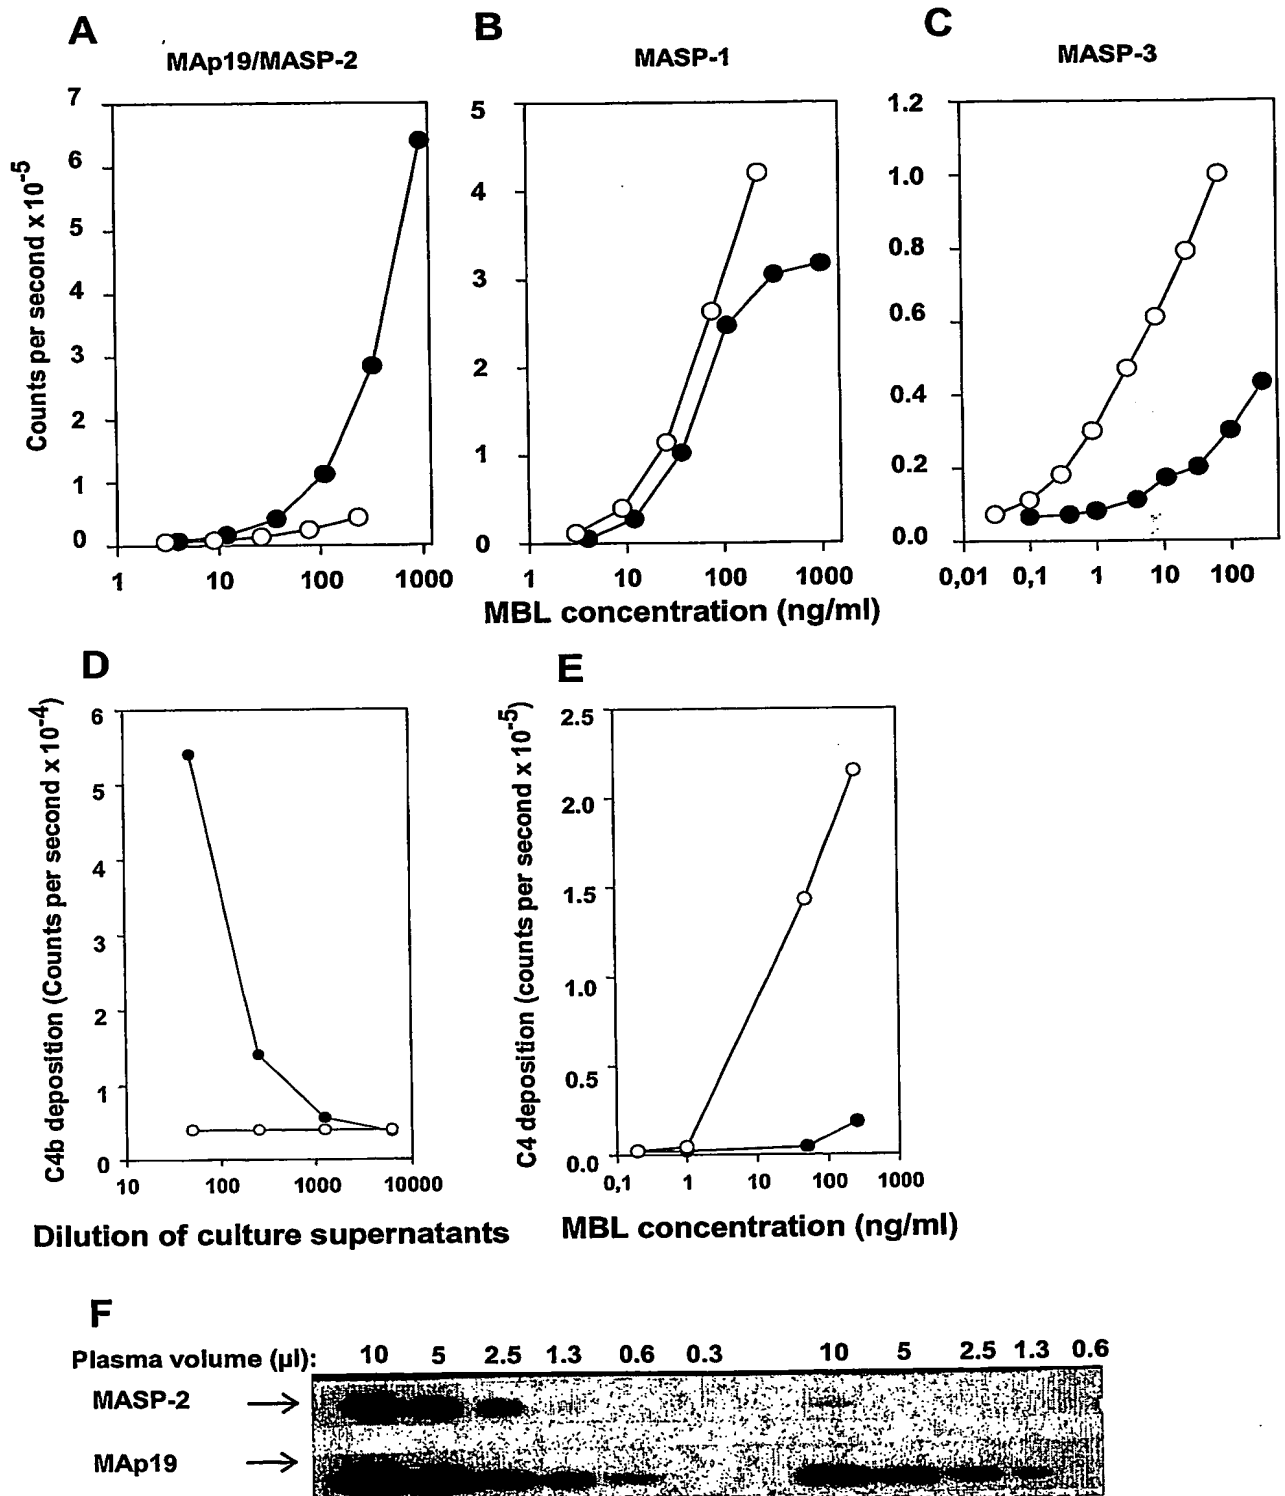 A
MAp19/MASP-2
B
MASP-1
C
MASP-3
Counts per second x 10-5
7
6
5
4
3
2
1
0
1 10 100 1000
5
4
3
2
1
0
1 10 100 1000
1.2
1.0
0.8
0.6
0.4
0.2
0.0
0,01 0,1 1 10 100
MBL concentration (ng/ml)
D
C4b deposition (Counts per second x 10-4)
6
5
4
3
2
1
0
10 100 1000 10000
Dilution of culture supernatants
E
C4 deposition (counts per second x 10-5)
2.5
2.0
1.5
1.0
0.5
0.0
0,1 1 10 100 1000
MBL concentration (ng/ml)
F
Plasma volume (µl): 10 5 2.5 1.3 0.6 0.3 10 5 2.5 1.3 0.6
MASP-2
MAp19